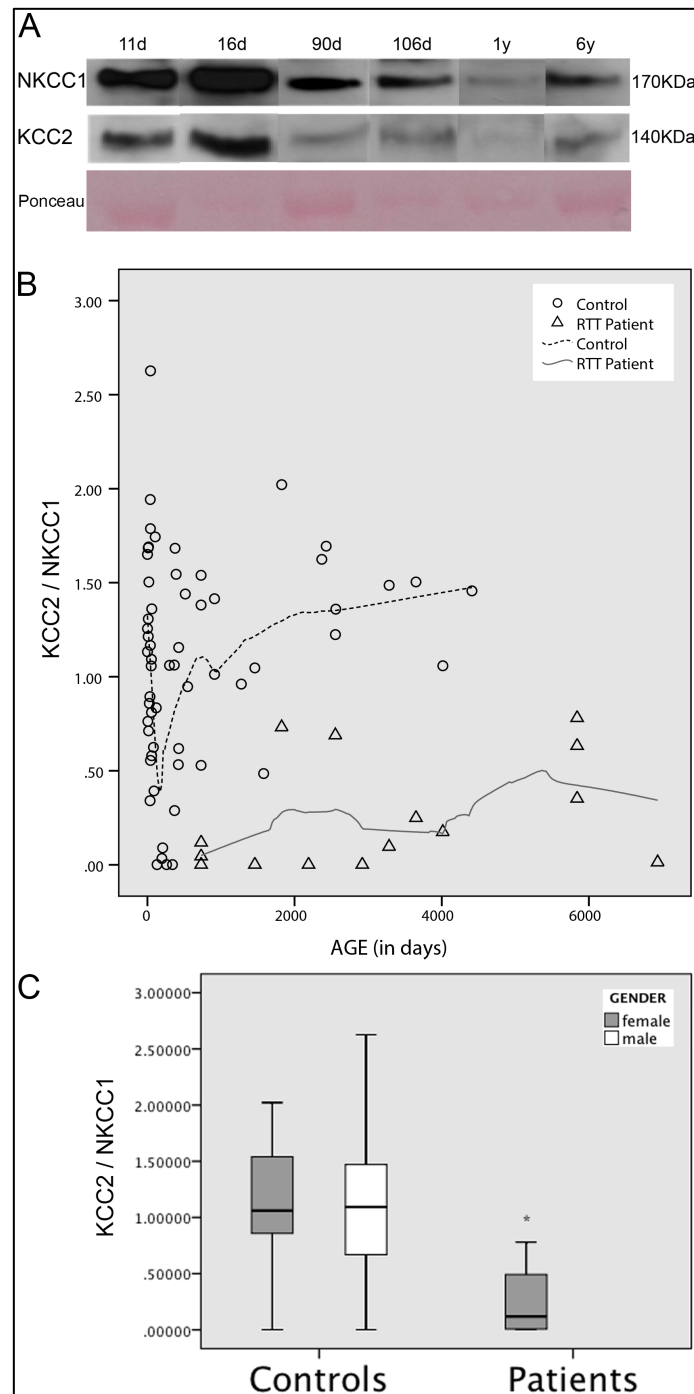 A
11d 16d 90d 106d 1y 6y
NKCC1 170KDa
KCC2 140KDa
Ponceau
B
3.00
2.50
2.00
1.50
1.00
.50
.00
KCC2 / NKCC1
Control
RTT Patient
Control
RTT Patient
0 2000 4000 6000
AGE (in days)
C
3.00000
2.50000
2.00000
1.50000
1.00000
.50000
.00000
KCC2 / NKCC1
GENDER
female
male
*
Controls Patients